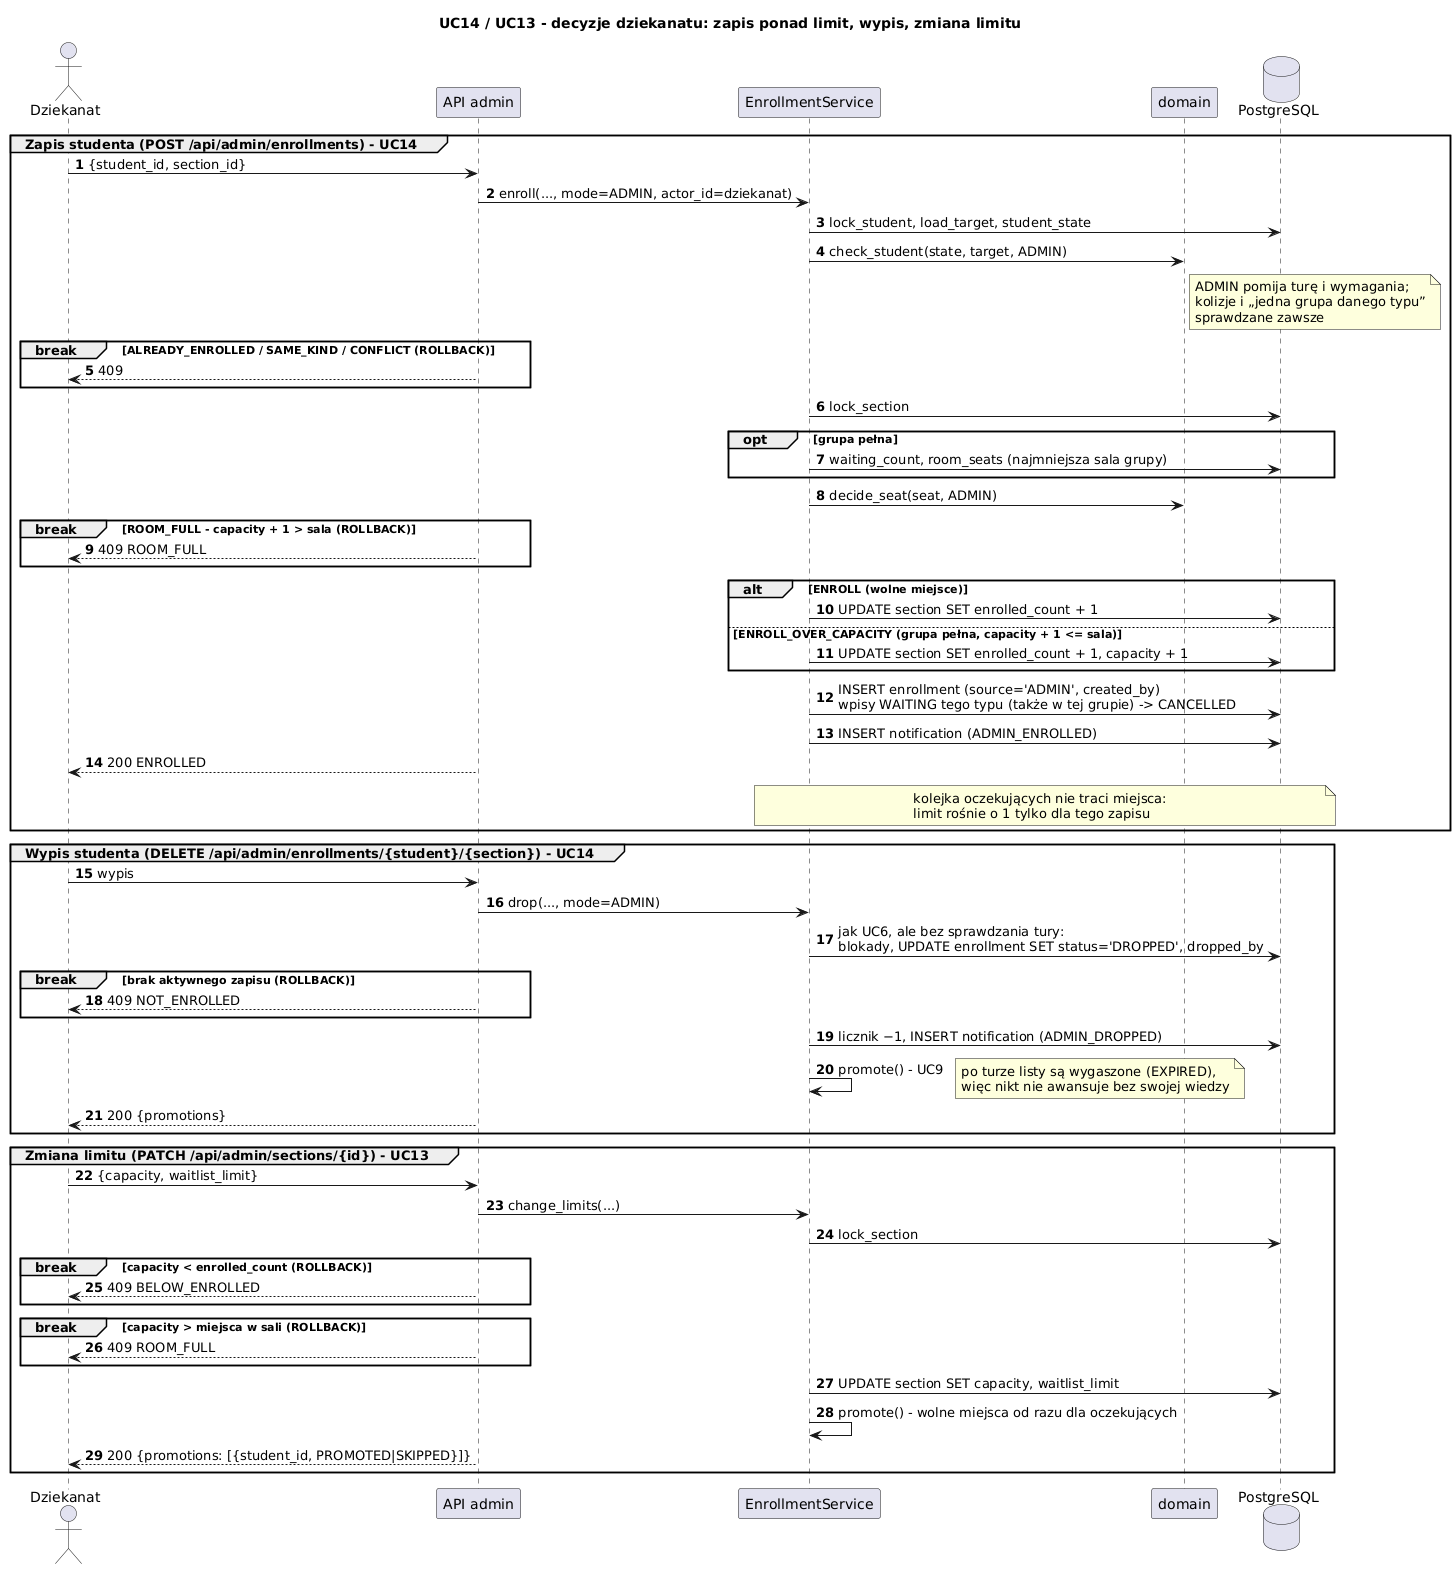 UC14 / UC13 - decyzje dziekanatu: zapis ponad limit, wypis, zmiana limitu
Dziekanat
API admin
EnrollmentService
domain
PostgreSQL
Zapis studenta (POST /api/admin/enrollments) - UC14
1 {student_id, section_id}
2 enroll(..., mode=ADMIN, actor_id=dziekanat)
3 lock_student, load_target, student_state
4 check_student(state, target, ADMIN)
ADMIN pomija turę i wymagania;
kolizje i „jedna grupa danego typu”
sprawdzane zawsze
break [ALREADY_ENROLLED / SAME_KIND / CONFLICT (ROLLBACK)]
5 409
6 lock_section
opt [grupa pełna]
7 waiting_count, room_seats (najmniejsza sala grupy)
8 decide_seat(seat, ADMIN)
break [ROOM_FULL - capacity + 1 > sala (ROLLBACK)]
9 409 ROOM_FULL
alt [ENROLL (wolne miejsce)]
10 UPDATE section SET enrolled_count + 1
[ENROLL_OVER_CAPACITY (grupa pełna, capacity + 1 <= sala)]
11 UPDATE section SET enrolled_count + 1, capacity + 1
12 INSERT enrollment (source='ADMIN', created_by)
wpisy WAITING tego typu (także w tej grupie) -> CANCELLED
13 INSERT notification (ADMIN_ENROLLED)
14 200 ENROLLED
kolejka oczekujących nie traci miejsca:
limit rośnie o 1 tylko dla tego zapisu
Wypis studenta (DELETE /api/admin/enrollments/{student}/{section}) - UC14
15 wypis
16 drop(..., mode=ADMIN)
17 jak UC6, ale bez sprawdzania tury:
blokady, UPDATE enrollment SET status='DROPPED', dropped_by
break [brak aktywnego zapisu (ROLLBACK)]
18 409 NOT_ENROLLED
19 licznik −1, INSERT notification (ADMIN_DROPPED)
20 promote() - UC9
po turze listy są wygaszone (EXPIRED),
więc nikt nie awansuje bez swojej wiedzy
21 200 {promotions}
Zmiana limitu (PATCH /api/admin/sections/{id}) - UC13
22 {capacity, waitlist_limit}
23 change_limits(...)
24 lock_section
break [capacity < enrolled_count (ROLLBACK)]
25 409 BELOW_ENROLLED
break [capacity > miejsca w sali (ROLLBACK)]
26 409 ROOM_FULL
27 UPDATE section SET capacity, waitlist_limit
28 promote() - wolne miejsca od razu dla oczekujących
29 200 {promotions: [{student_id, PROMOTED|SKIPPED}]}
Dziekanat
API admin
EnrollmentService
domain
PostgreSQL